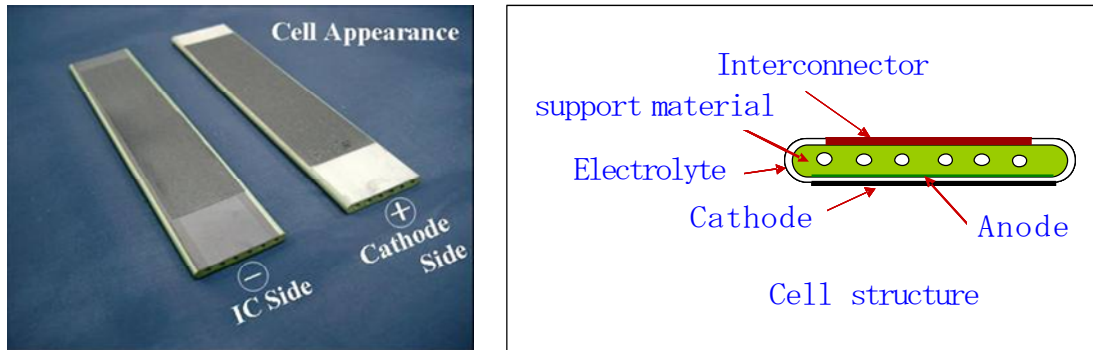 Cell Appearance
+
Cathode
Side
−
IC Side
Interconnector
support material
Electrolyte
Cathode
Anode
Cell structure